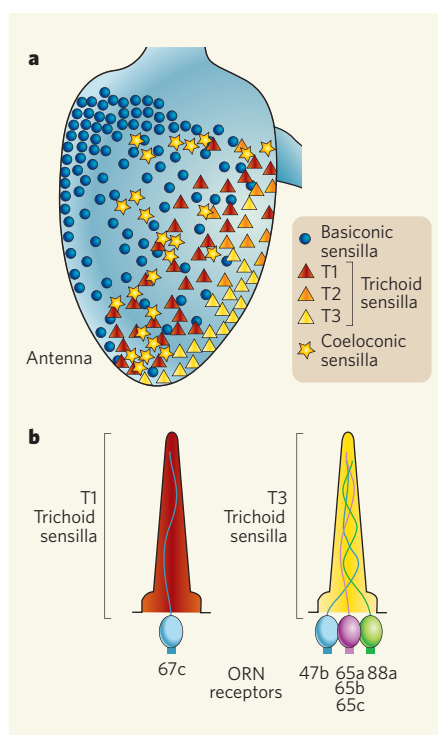 a
Basiconic
sensilla
T1
T2
T3
Trichoid
sensilla
Coeloconic
sensilla
Antenna
b
T1
Trichoid
sensilla
T3
Trichoid
sensilla
67c
ORN
receptors
47b 65a 88a
65b
65c